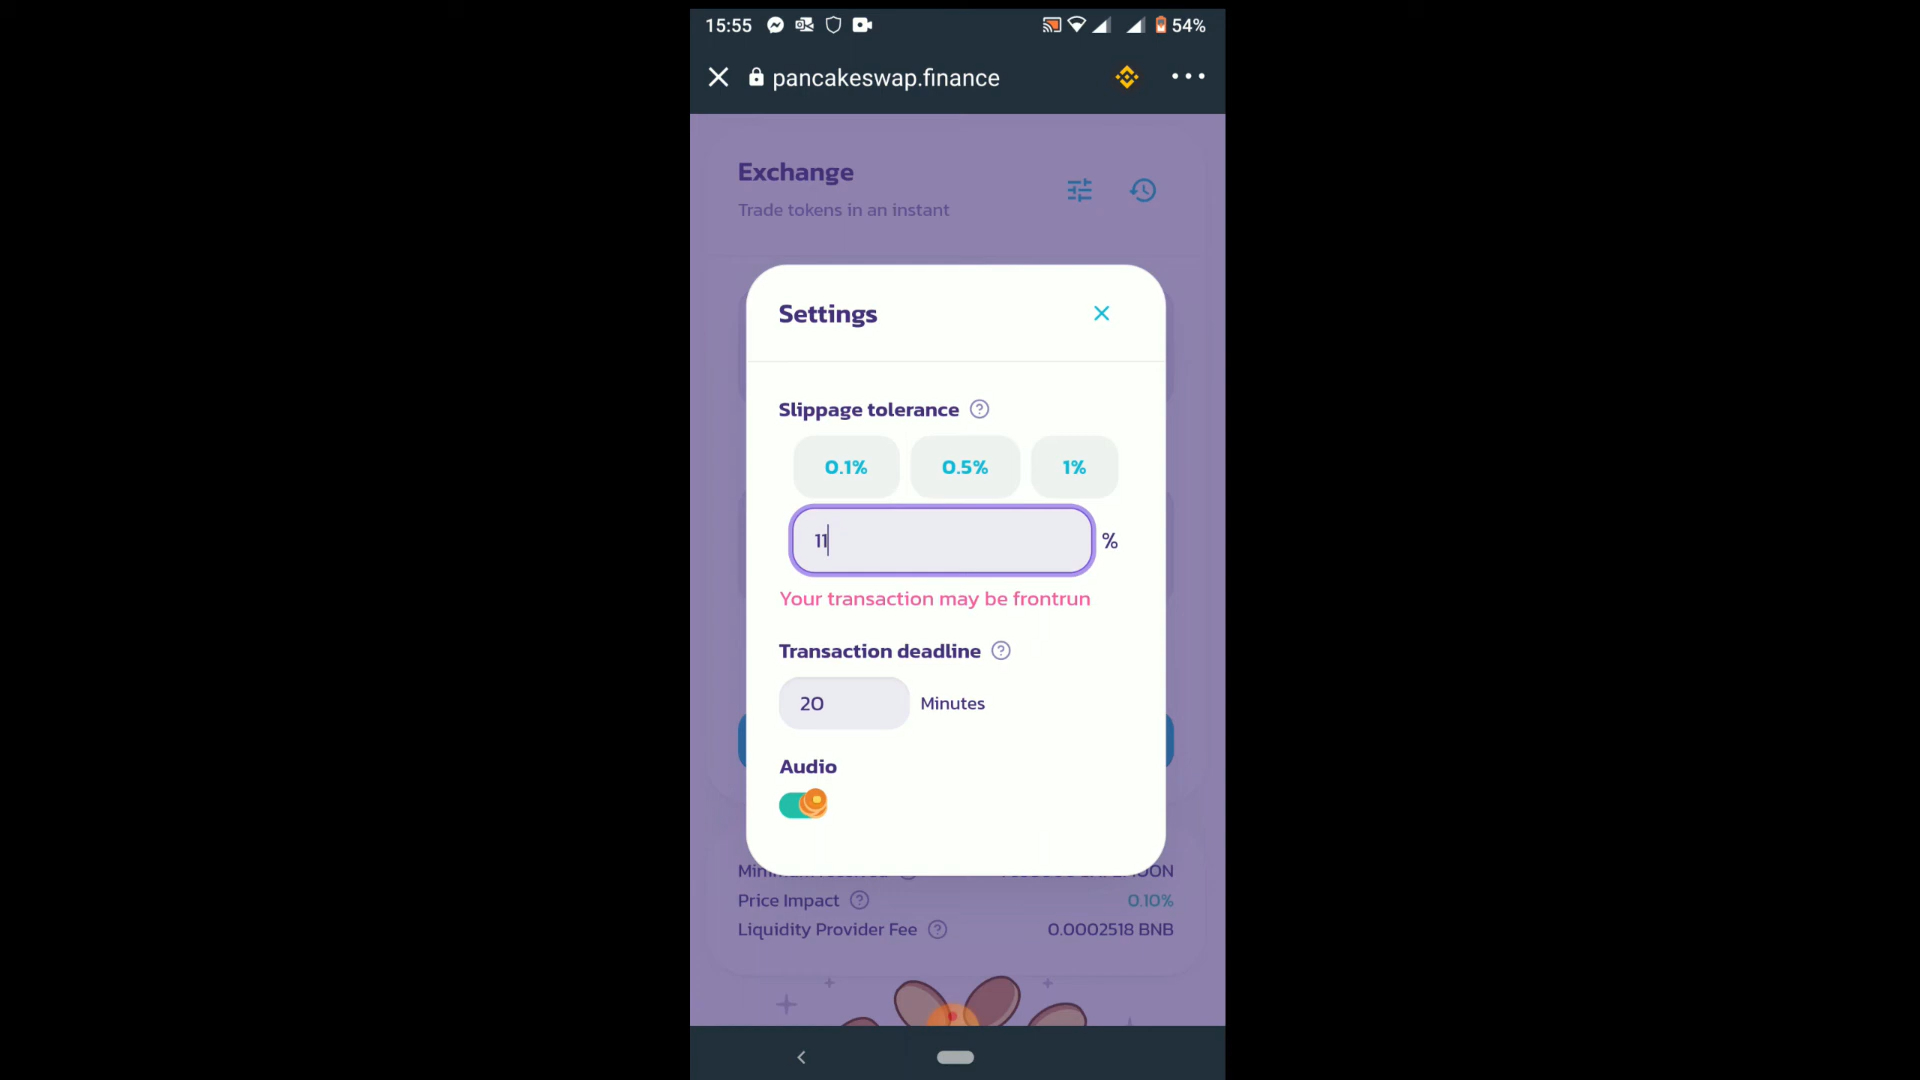 15:55 54%
pancakeswap.finance
Exchange
Trade tokens in an instant
Settings
Slippage tolerance
0.1% 0.5% 1%
11 %
Your transaction may be frontrun
Transaction deadline
20 Minutes
Audio
Price Impact 0.10%
Liquidity Provider Fee 0.0002518 BNB